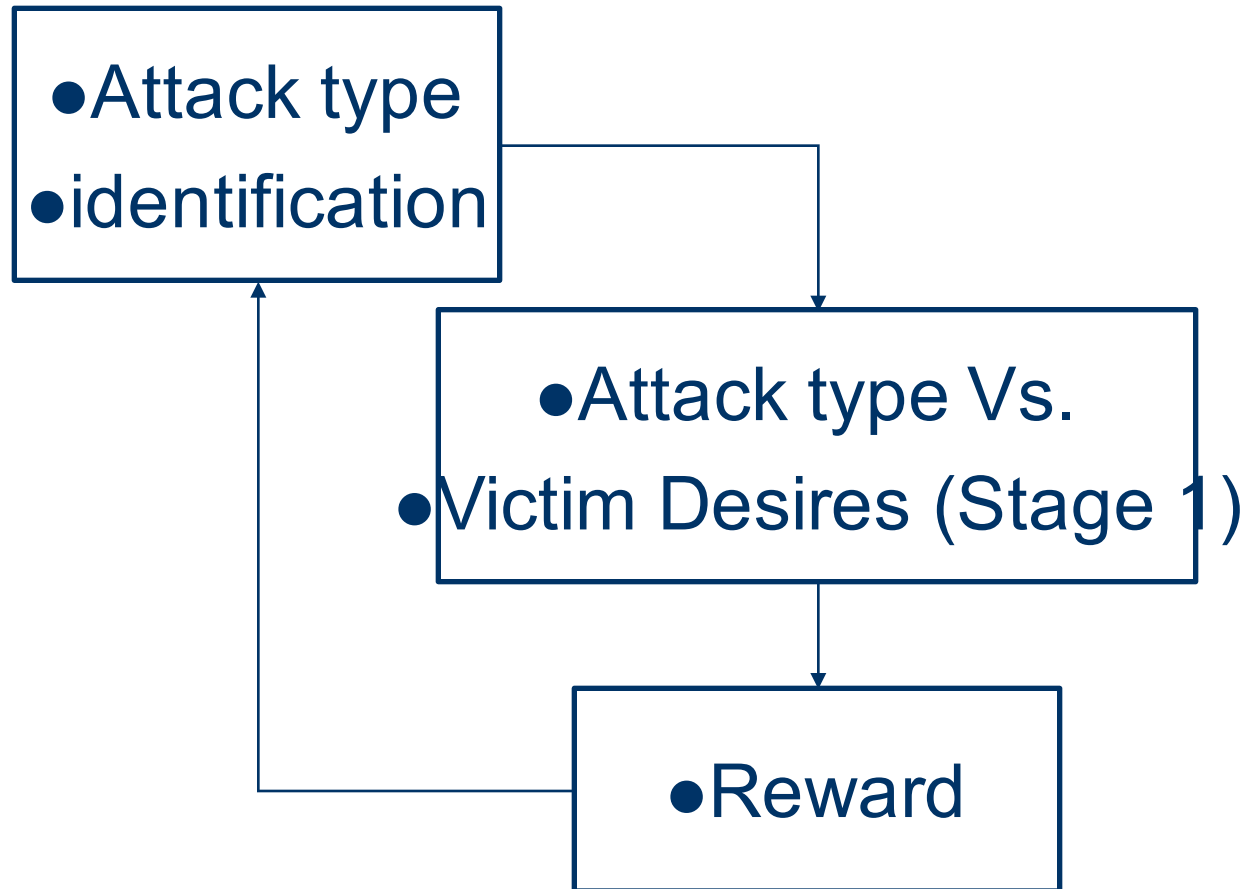 ●Attack type
●identification
●Attack type Vs.
●Victim Desires (Stage 1)
●Reward